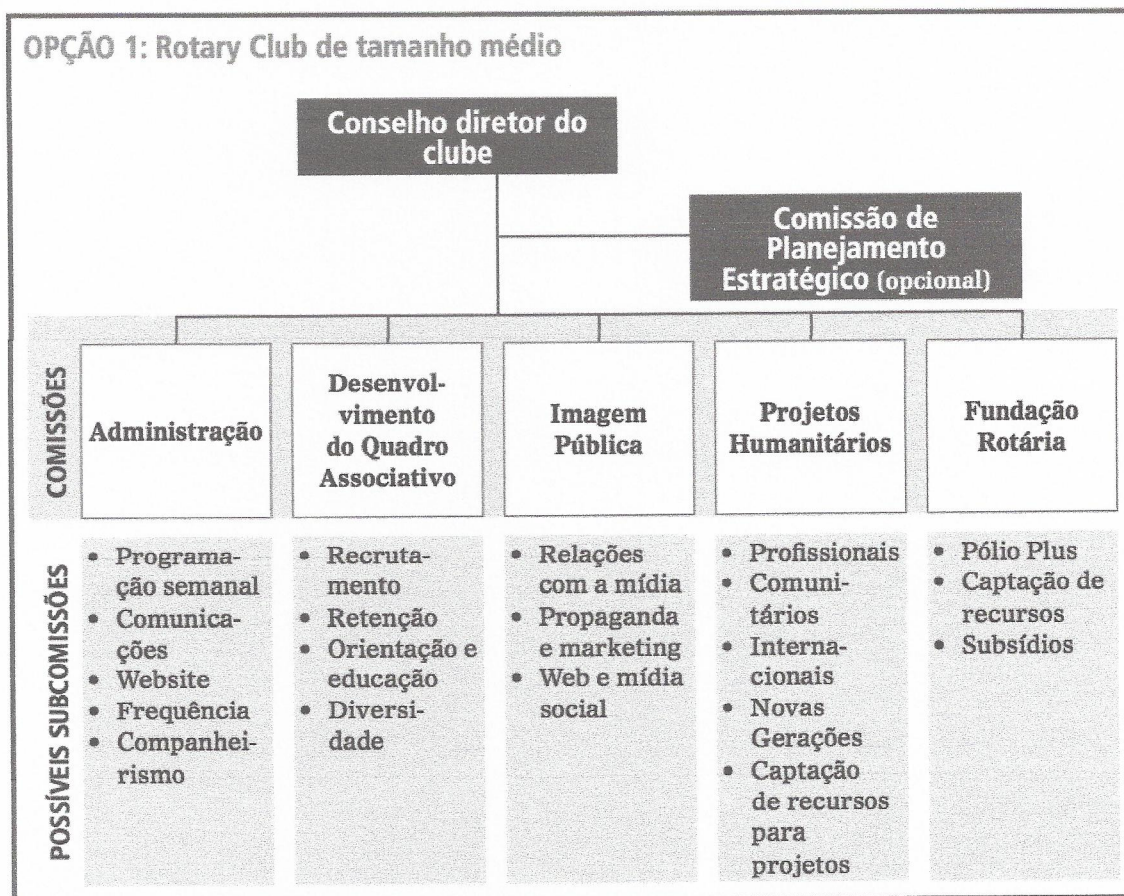 OPÇÃO 1: Rotary Club de tamanho médio
Conselho diretor do
clube
Comissão de
Planejamento
Estratégico (opcional)
COMISSÕES
Administração
Desenvol-
vimento
do Quadro
Associativo
Imagem
Pública
Projetos
Humanitários
Fundação
Rotária
POSSÍVEIS SUBCOMISSÕES
• Programa-
ção semanal
• Comunica-
ções
• Website
• Frequência
• Companhei-
rismo
• Recruta-
mento
• Retenção
• Orientação e
educação
• Diversi-
dade
• Relações
com a mídia
• Propaganda
e marketing
• Web e mídia
social
• Profissionais
• Comuni-
tários
• Interna-
cionais
• Novas
Gerações
• Captação
de recursos
para
projetos
• Pólio Plus
• Captação de
recursos
• Subsídios